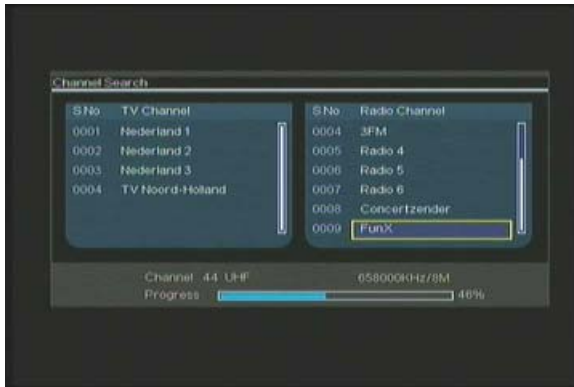 Channel Search
S.No TV Channel
0001 Nederland 1
0002 Nederland 2
0003 Nederland 3
0004 TV Noord-Holland
S.No Radio Channel
0004 3FM
0005 Radio 4
0006 Radio 5
0007 Radio 6
0008 Concertzender
0009 FunX
Channel 44 UHF 658000KHz/8M
Progress 46%